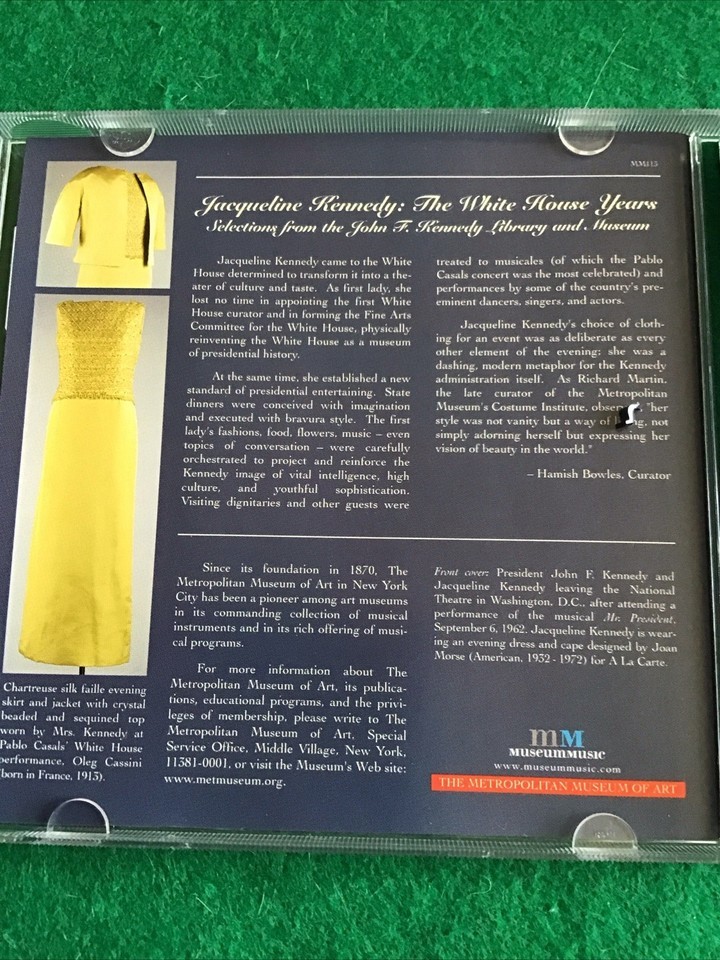 MM115
Jacqueline Kennedy: The White House Years
Selections from the John F. Kennedy Library and Museum
Jacqueline Kennedy came to the White
House determined to transform it into a the-
ater of culture and taste. As first lady, she
lost no time in appointing the first White
House curator and in forming the Fine Arts
Committee for the White House, physically
reinventing the White House as a museum
of presidential history.
At the same time, she established a new
standard of presidential entertaining. State
dinners were conceived with imagination
and executed with bravura style. The first
lady's fashions, food, flowers, music – even
topics of conversation – were carefully
orchestrated to project and reinforce the
Kennedy image of vital intelligence, high
culture, and youthful sophistication.
Visiting dignitaries and other guests were
treated to musicales (of which the Pablo
Casals concert was the most celebrated) and
performances by some of the country's pre-
eminent dancers, singers, and actors.
Jacqueline Kennedy's choice of cloth-
ing for an event was as deliberate as every
other element of the evening: she was a
dashing, modern metaphor for the Kennedy
administration itself. As Richard Martin,
the late curator of the Metropolitan
Museum's Costume Institute, "her
style was not vanity but a way of not
simply adorning herself but expressing her
vision of beauty in the world."
– Hamish Bowles, Curator
Since its foundation in 1870, The
Metropolitan Museum of Art in New York
City has been a pioneer among art museums
in its commanding collection of musical
instruments and in its rich offering of musi-
cal programs.
For more information about The
Metropolitan Museum of Art, its publica-
tions, educational programs, and the privi-
leges of membership, please write to The
Metropolitan Museum of Art, Special
Service Office, Middle Village, New York,
11381-0001, or visit the Museum's Web site:
www.metmuseum.org.
Front cover: President John F. Kennedy and
Jacqueline Kennedy leaving the National
Theatre in Washington, D.C., after attending a
performance of the musical Mr. President,
September 6, 1962. Jacqueline Kennedy is wear-
ing an evening dress and cape designed by Joan
Morse (American, 1932 - 1972) for A La Carte.
Chartreuse silk faille evening
skirt and jacket with crystal
beaded and sequined top
worn by Mrs. Kennedy at
Pablo Casals' White House
performance, Oleg Cassini
(born in France, 1913).
mM
MUSEUMMUSIC
www.museummusic.com
THE METROPOLITAN MUSEUM OF ART